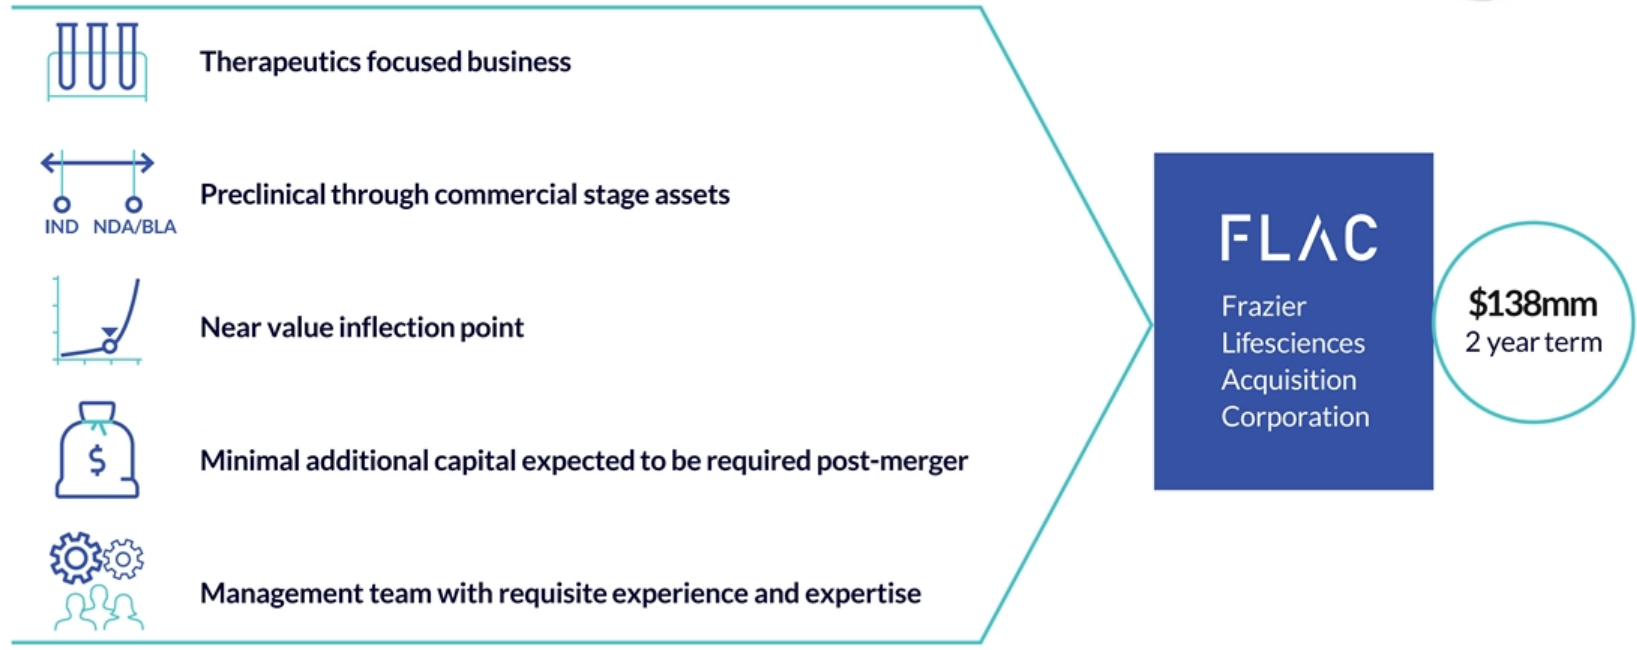 Therapeutics focused business
IND NDA/BLA
Preclinical through commercial stage assets
Near value inflection point
$
Minimal additional capital expected to be required post-merger
Management team with requisite experience and expertise
FLAC
Frazier
Lifesciences
Acquisition
Corporation
$138mm
2 year term